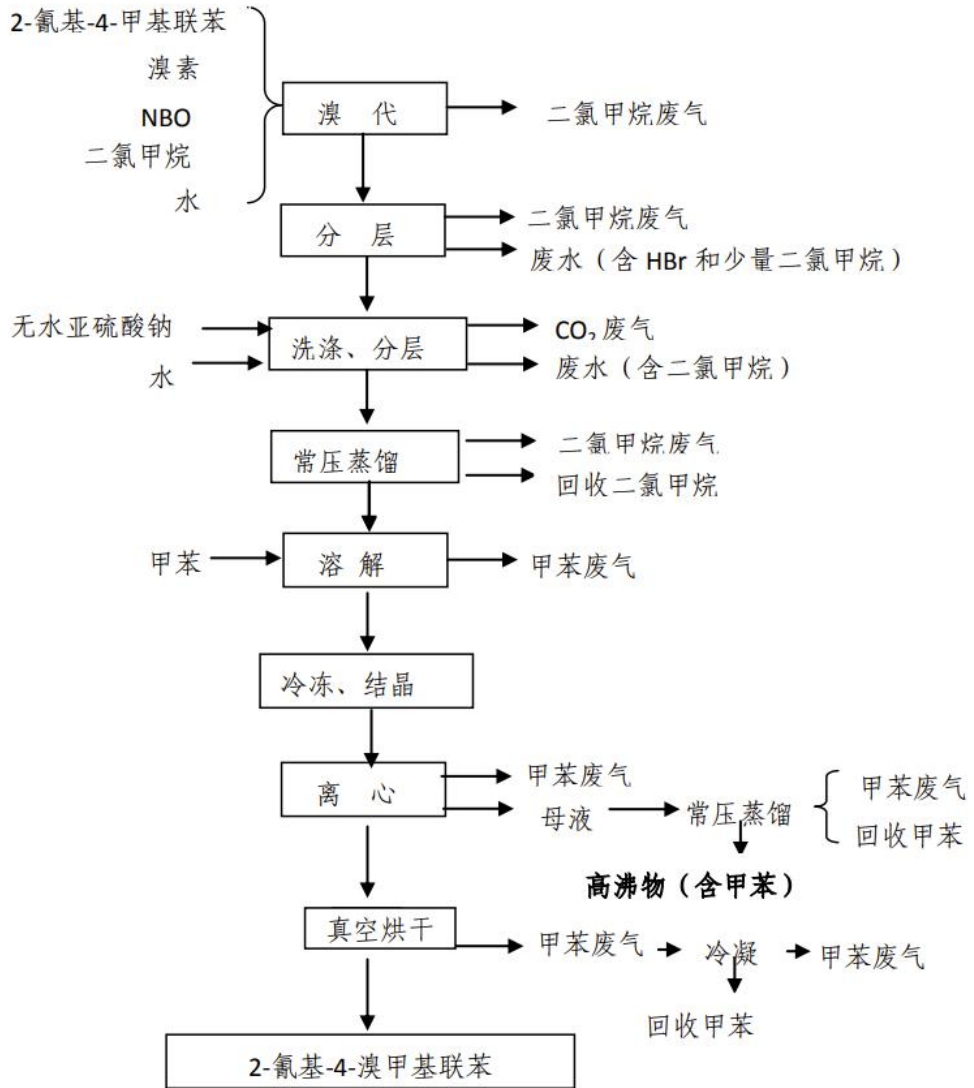 2-氰基-4-甲基联苯
溴素
NBO
二氯甲烷
水
溴 代
二氯甲烷废气
分 层
二氯甲烷废气
废水（含 HBr 和少量二氯甲烷）
无水亚硫酸钠
水
洗涤、分层
CO₂废气
废水（含二氯甲烷）
常压蒸馏
二氯甲烷废气
回收二氯甲烷
甲苯
溶 解
甲苯废气
冷冻、结晶
离 心
甲苯废气
母液
常压蒸馏
甲苯废气
回收甲苯
高沸物（含甲苯）
真空烘干
甲苯废气
冷凝
甲苯废气
回收甲苯
2-氰基-4-溴甲基联苯